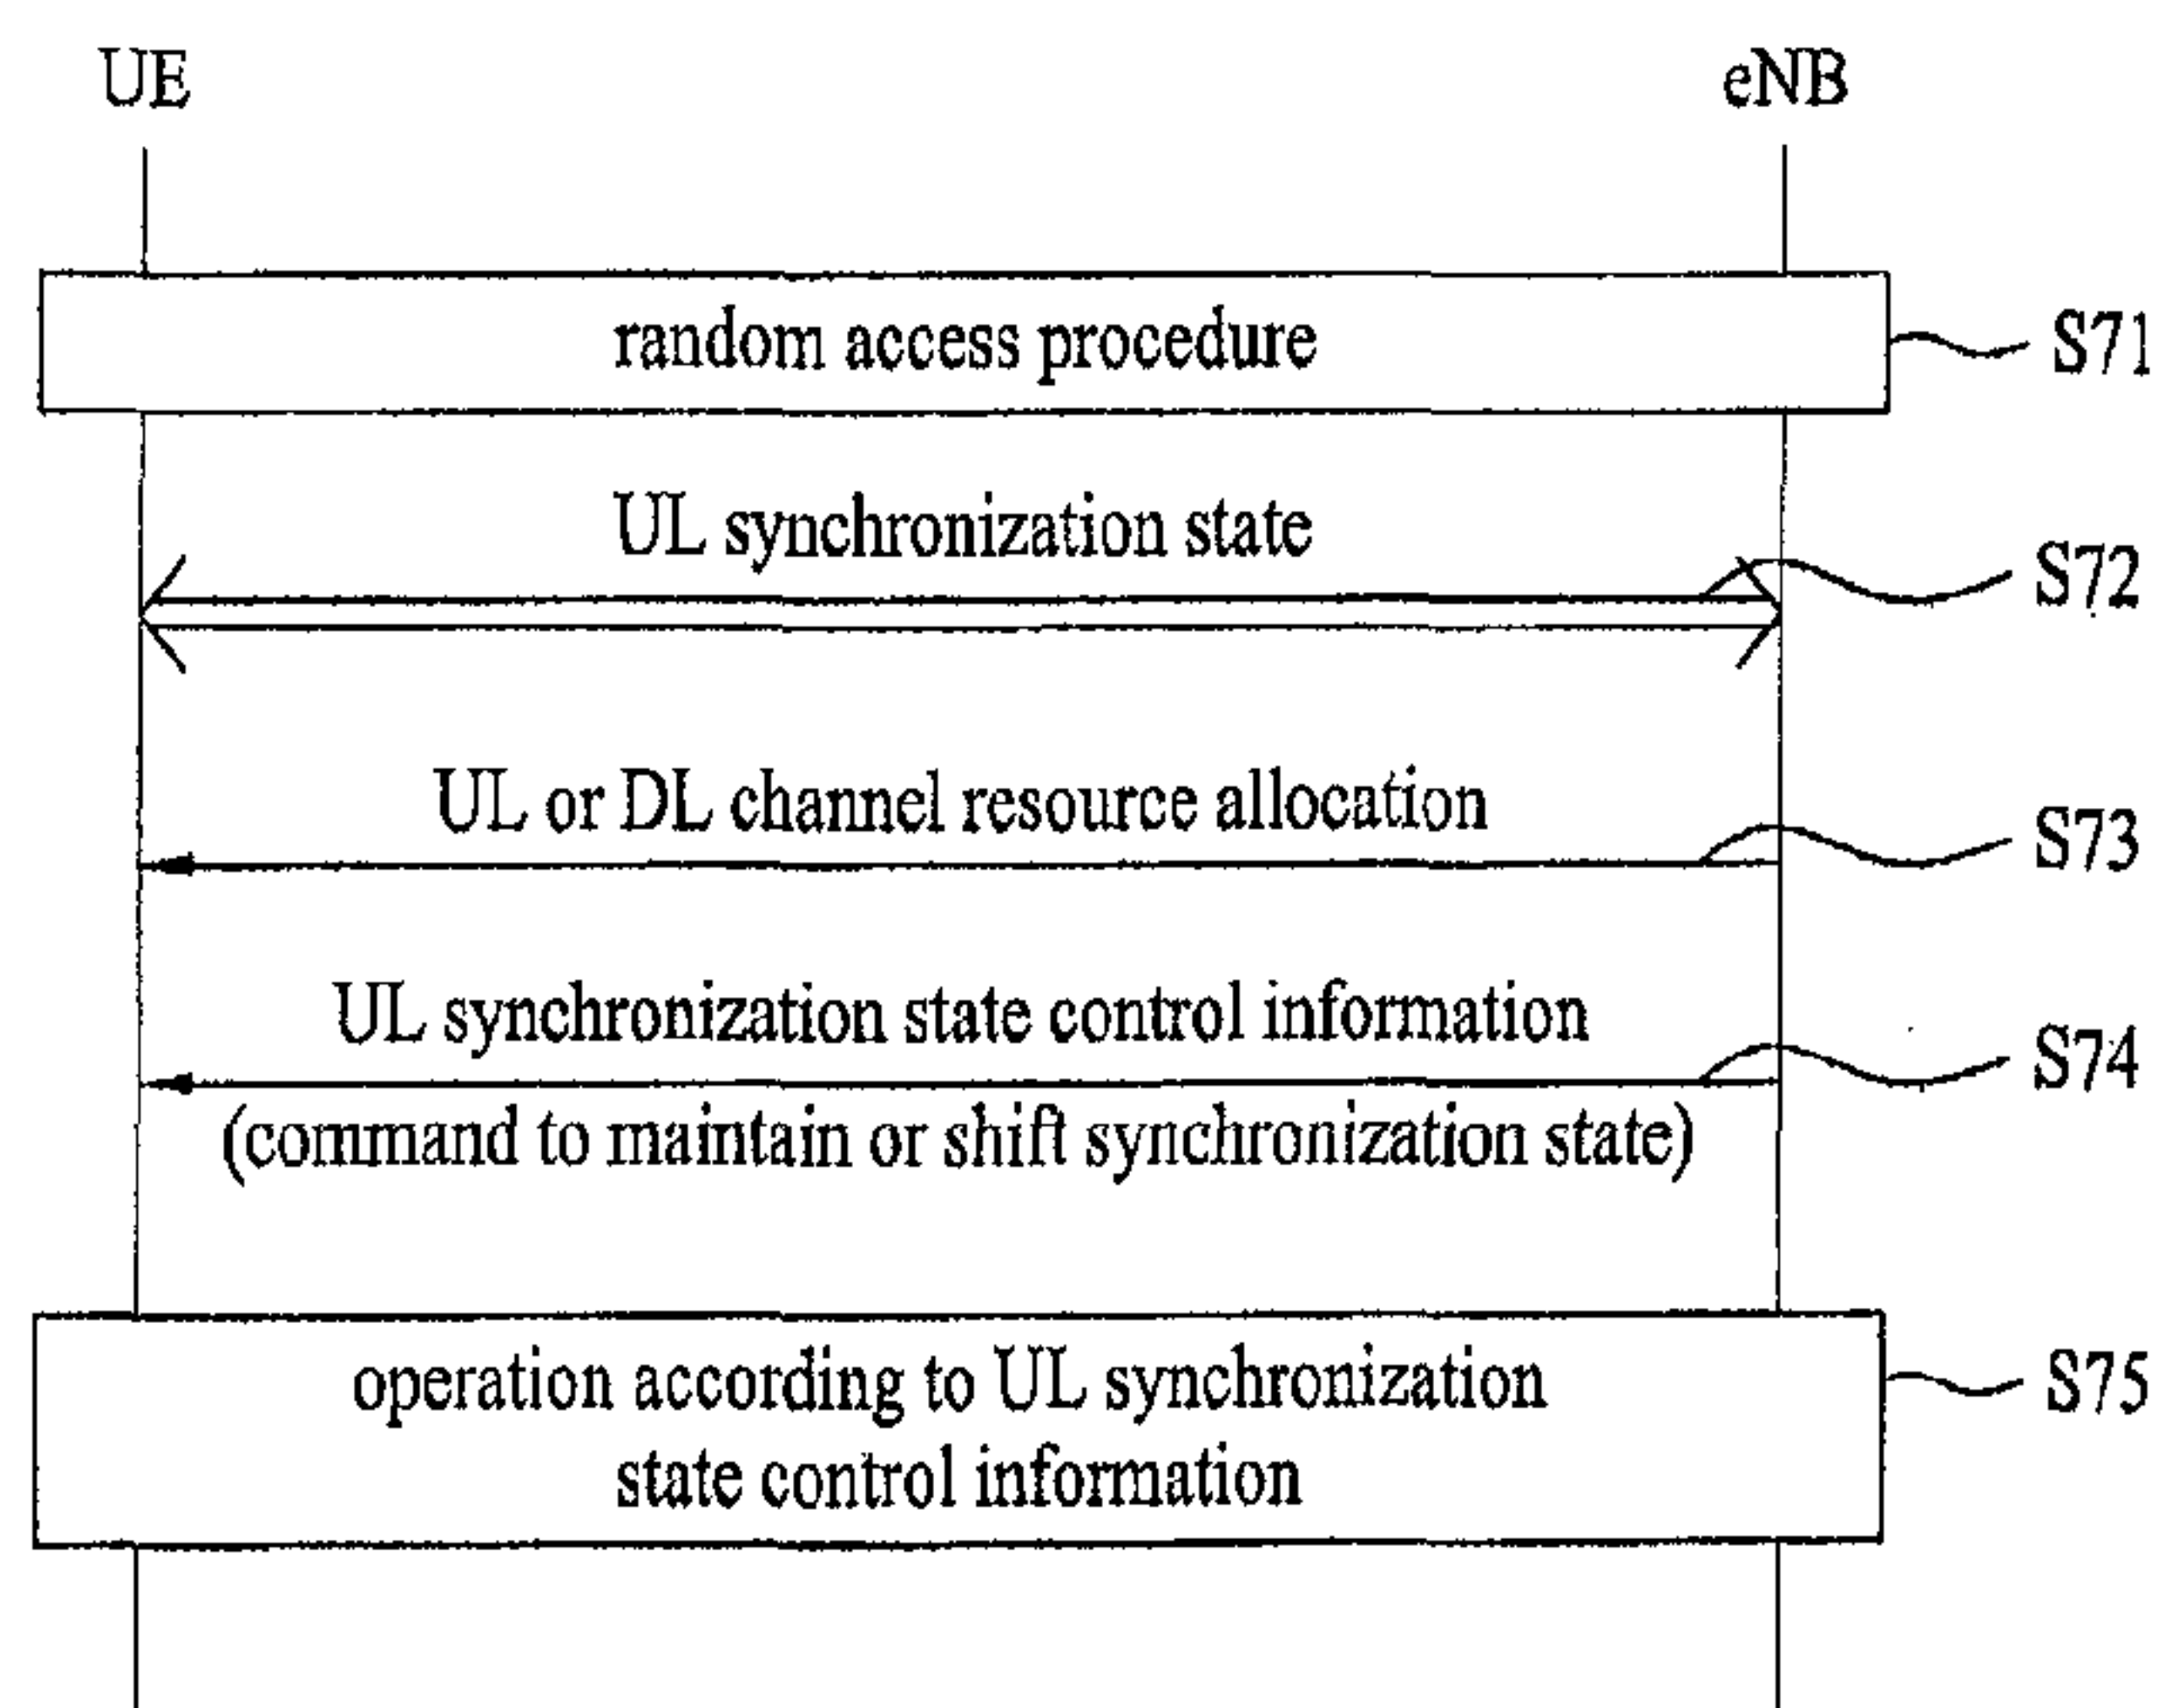 UE
eNB
random access procedure
S71
UL synchronization state
S72
UL or DL channel resource allocation
S73
UL synchronization state control information
S74
(command to maintain or shift synchronization state)
operation according to UL synchronization
state control information
S75